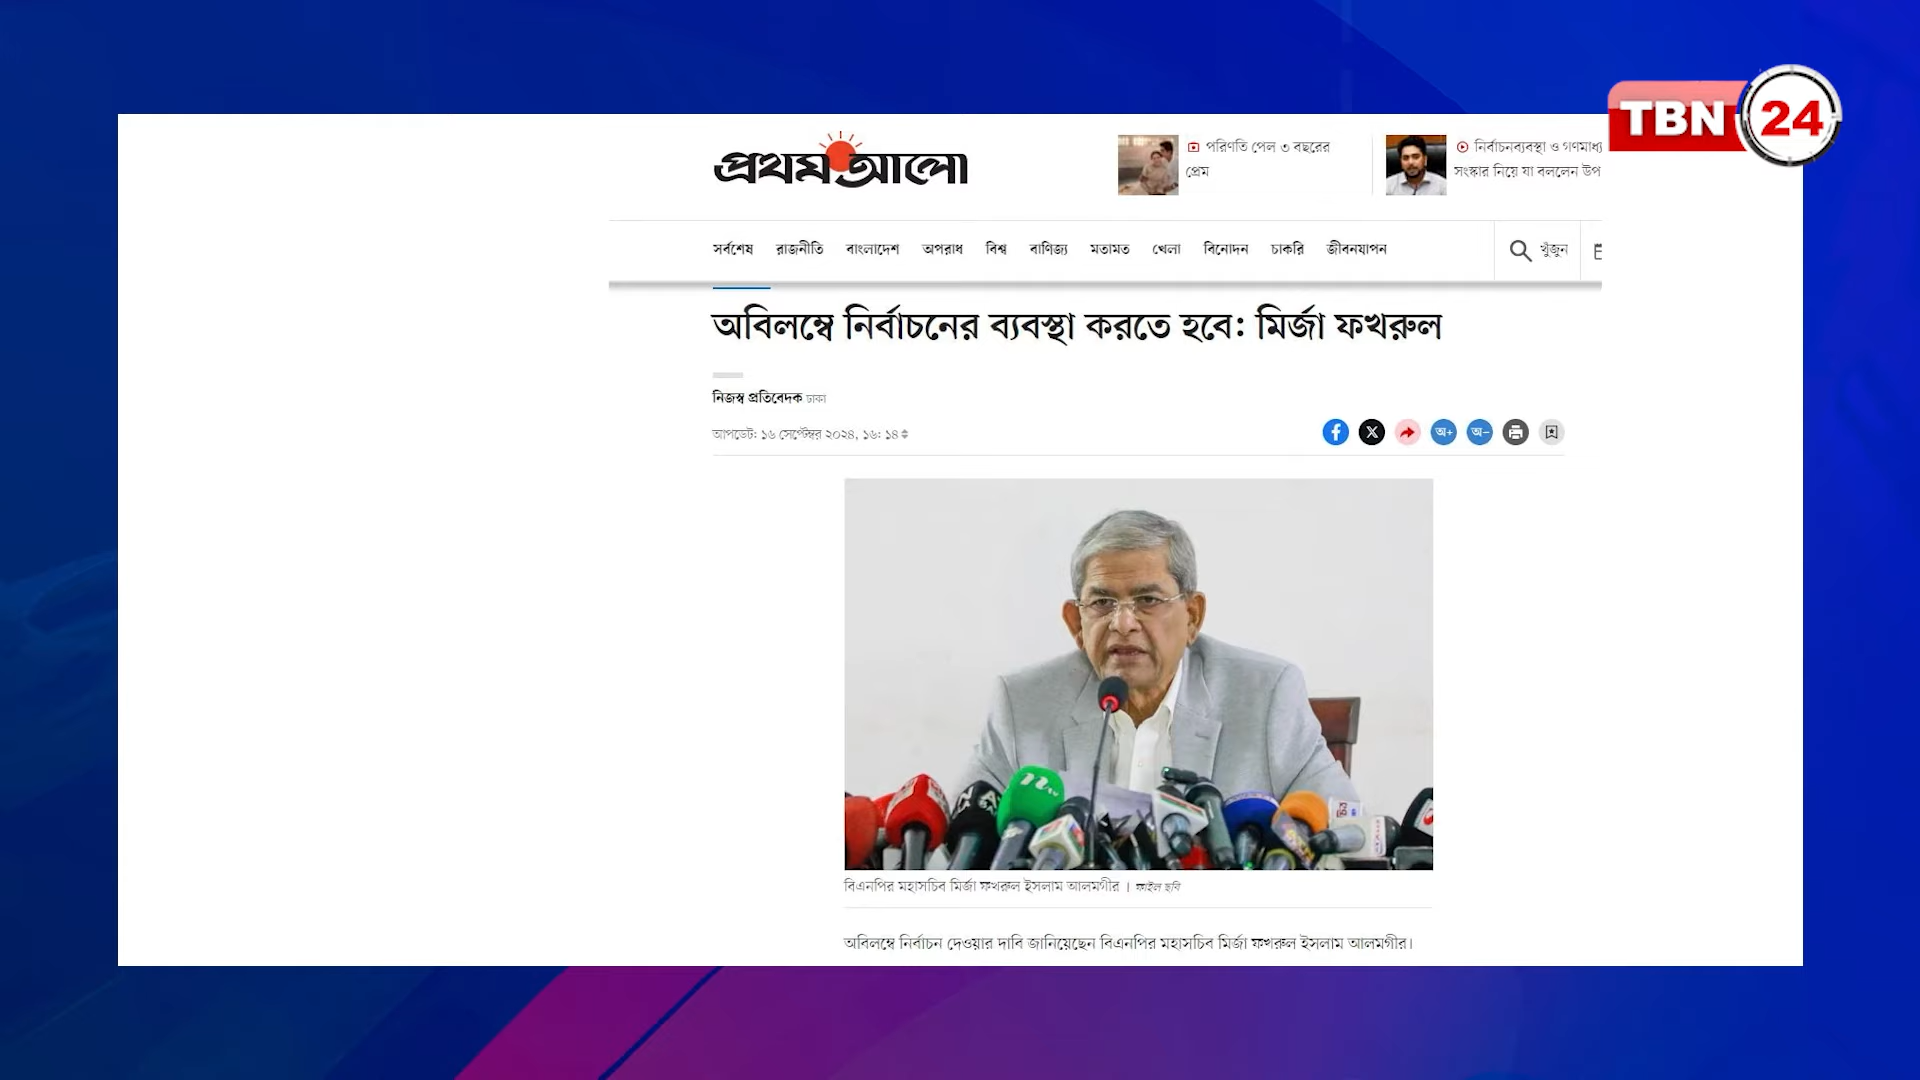 TBN 24
প্রথম আলো
পরিণতি পেল ৩ বছরের
প্রেম
নির্বাচনব্যবস্থা ও গণমাধ্য
সংস্কার নিয়ে যা বললেন উপ
সর্বশেষ রাজনীতি বাংলাদেশ অপরাধ বিশ্ব বাণিজ্য মতামত খেলা বিনোদন চাকরি জীবনযাপন খুঁজুন
অবিলম্বে নির্বাচনের ব্যবস্থা করতে হবে: মির্জা ফখরুল
নিজস্ব প্রতিবেদক ঢাকা
আপডেট: ১৬ সেপ্টেম্বর ২০২৪, ১৬: ১৪
অ+ অ-
ntv
বিএনপির মহাসচিব মির্জা ফখরুল ইসলাম আলমগীর । ফাইল ছবি
অবিলম্বে নির্বাচন দেওয়ার দাবি জানিয়েছেন বিএনপির মহাসচিব মির্জা ফখরুল ইসলাম আলমগীর।